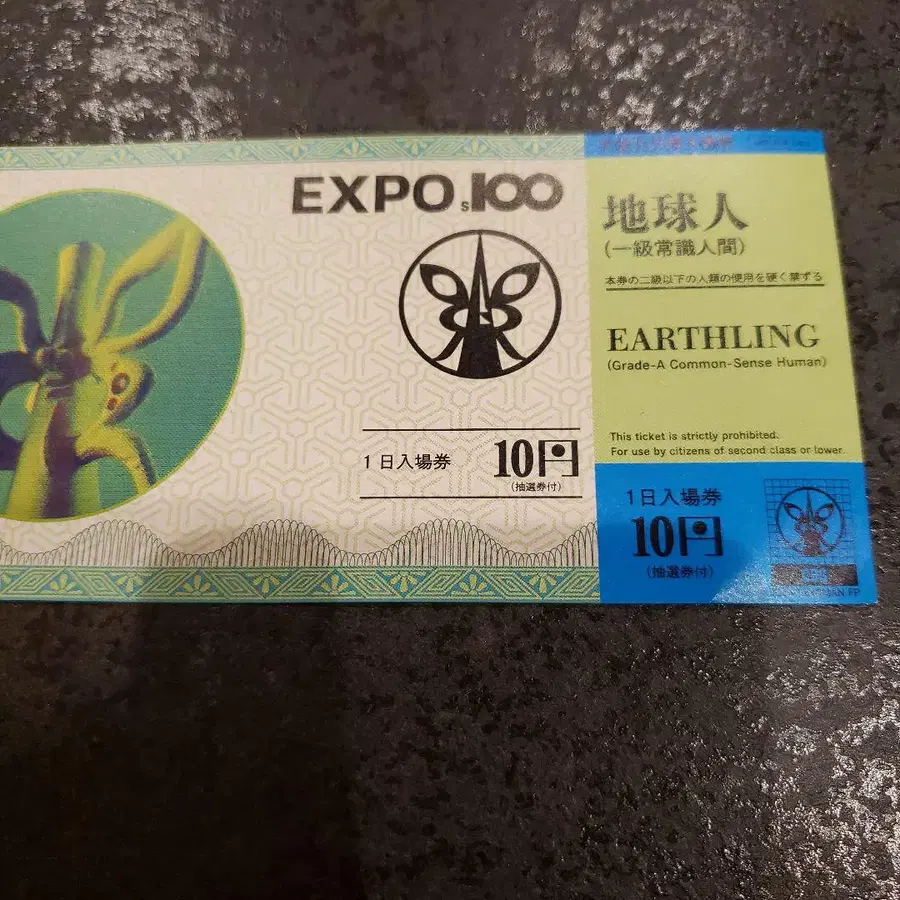 EXPO S.100
1日入場券 10円
(抽選券付)
地球人
(一級常識人間)
本券の二級以下の人類の使用を硬く禁ずる
EARTHLING
(Grade-A Common-Sense Human)
This ticket is strictly prohibited.
For use by citizens of second class or lower.
1日入場券
10円
(抽選券付)